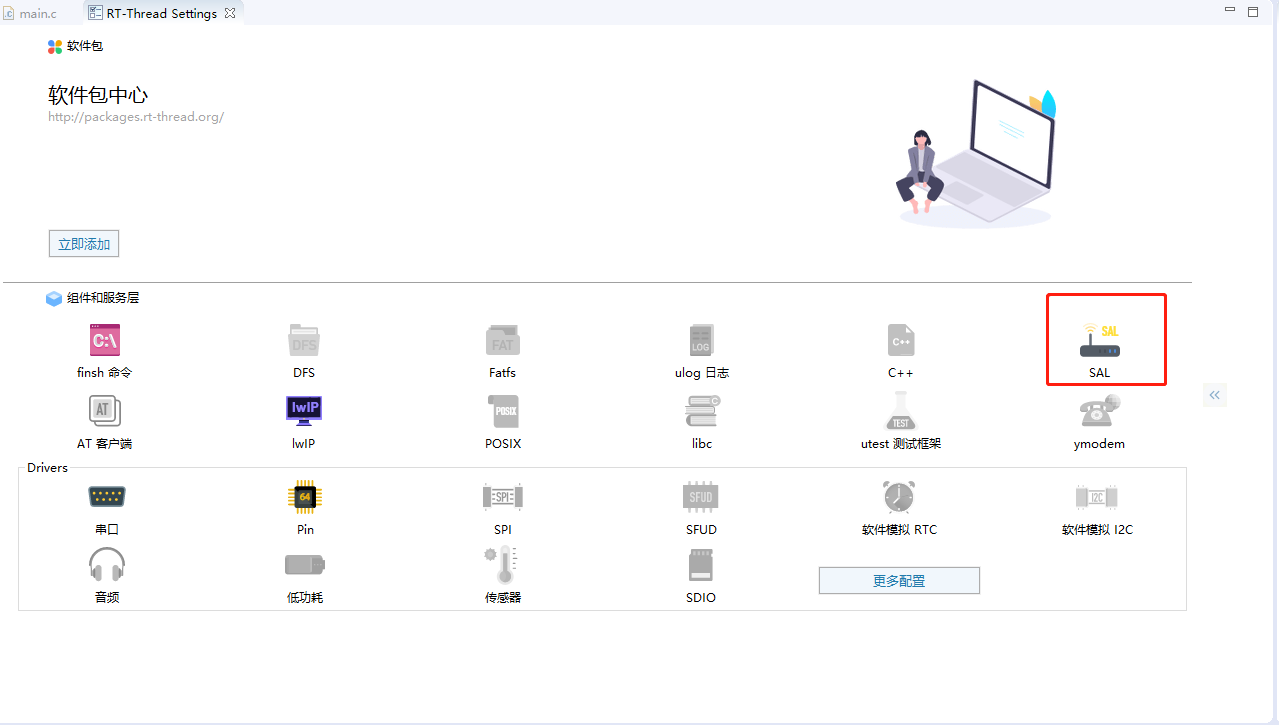 main.c
RT-Thread Settings
软件包
软件包中心
http://packages.rt-thread.org/
立即添加
组件和服务层
C:\
DFS
FAT
LOG
C++
SAL
finsh 命令
DFS
Fatfs
ulog 日志
C++
SAL
AT
lwIP
POSIX
TEST
AT 客户端
lwIP
POSIX
libc
utest 测试框架
ymodem
Drivers
64
SPI
SFUD
I2C
串口
Pin
SPI
SFUD
软件模拟 RTC
软件模拟 I2C
音频
低功耗
传感器
SDIO
更多配置